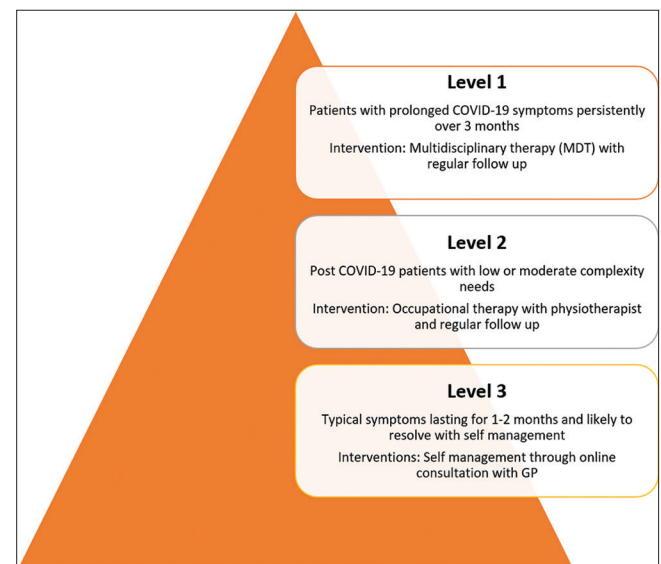 Level 1
Patients with prolonged COVID-19 symptoms persistently
over 3 months
Intervention: Multidisciplinary therapy (MDT) with
regular follow up
Level 2
Post COVID-19 patients with low or moderate complexity
needs
Intervention: Occupational therapy with physiotherapist
and regular follow up
Level 3
Typical symptoms lasting for 1-2 months and likely to
resolve with self management
Interventions: Self management through online
consultation with GP